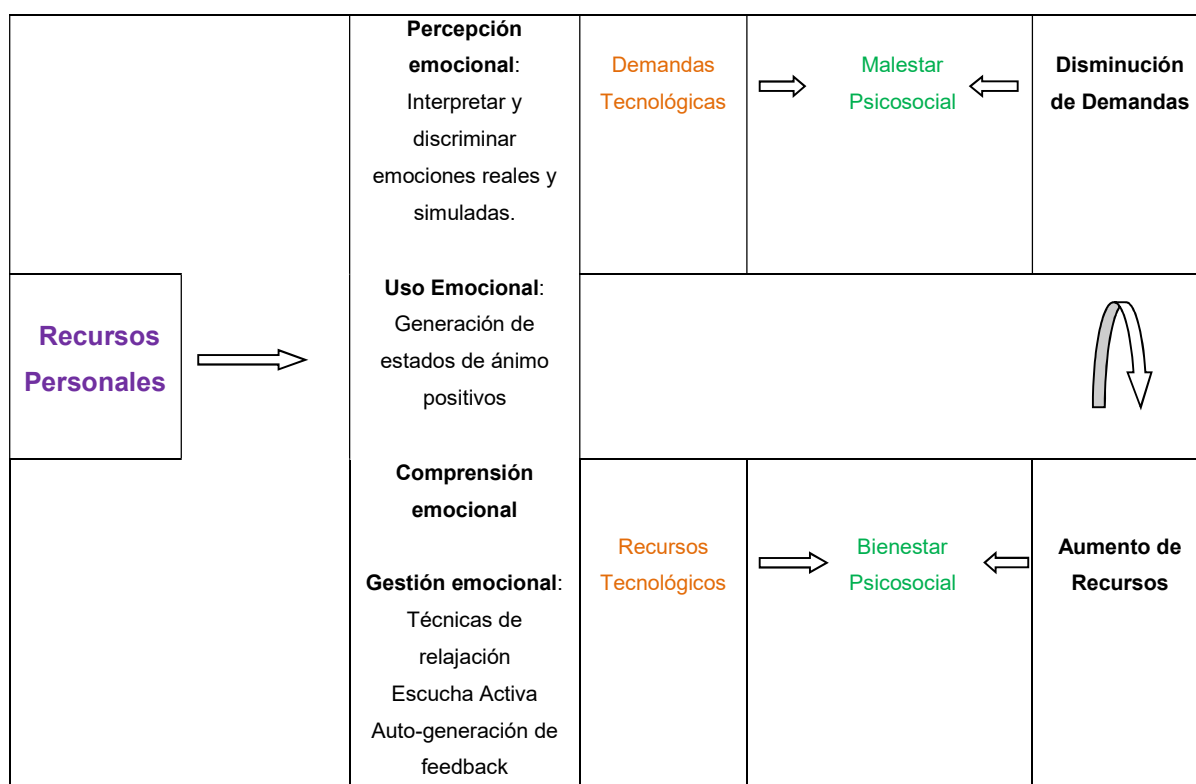 Percepción
emocional:
Interpretar y
discriminar
emociones reales y
simuladas.
Demandas
Tecnológicas
Malestar
Psicosocial
Disminución
de Demandas
Recursos
Personales
Uso Emocional:
Generación de
estados de ánimo
positivos
Comprensión
emocional
Gestión emocional:
Técnicas de
relajación
Escucha Activa
Auto-generación de
feedback
Recursos
Tecnológicos
Bienestar
Psicosocial
Aumento de
Recursos